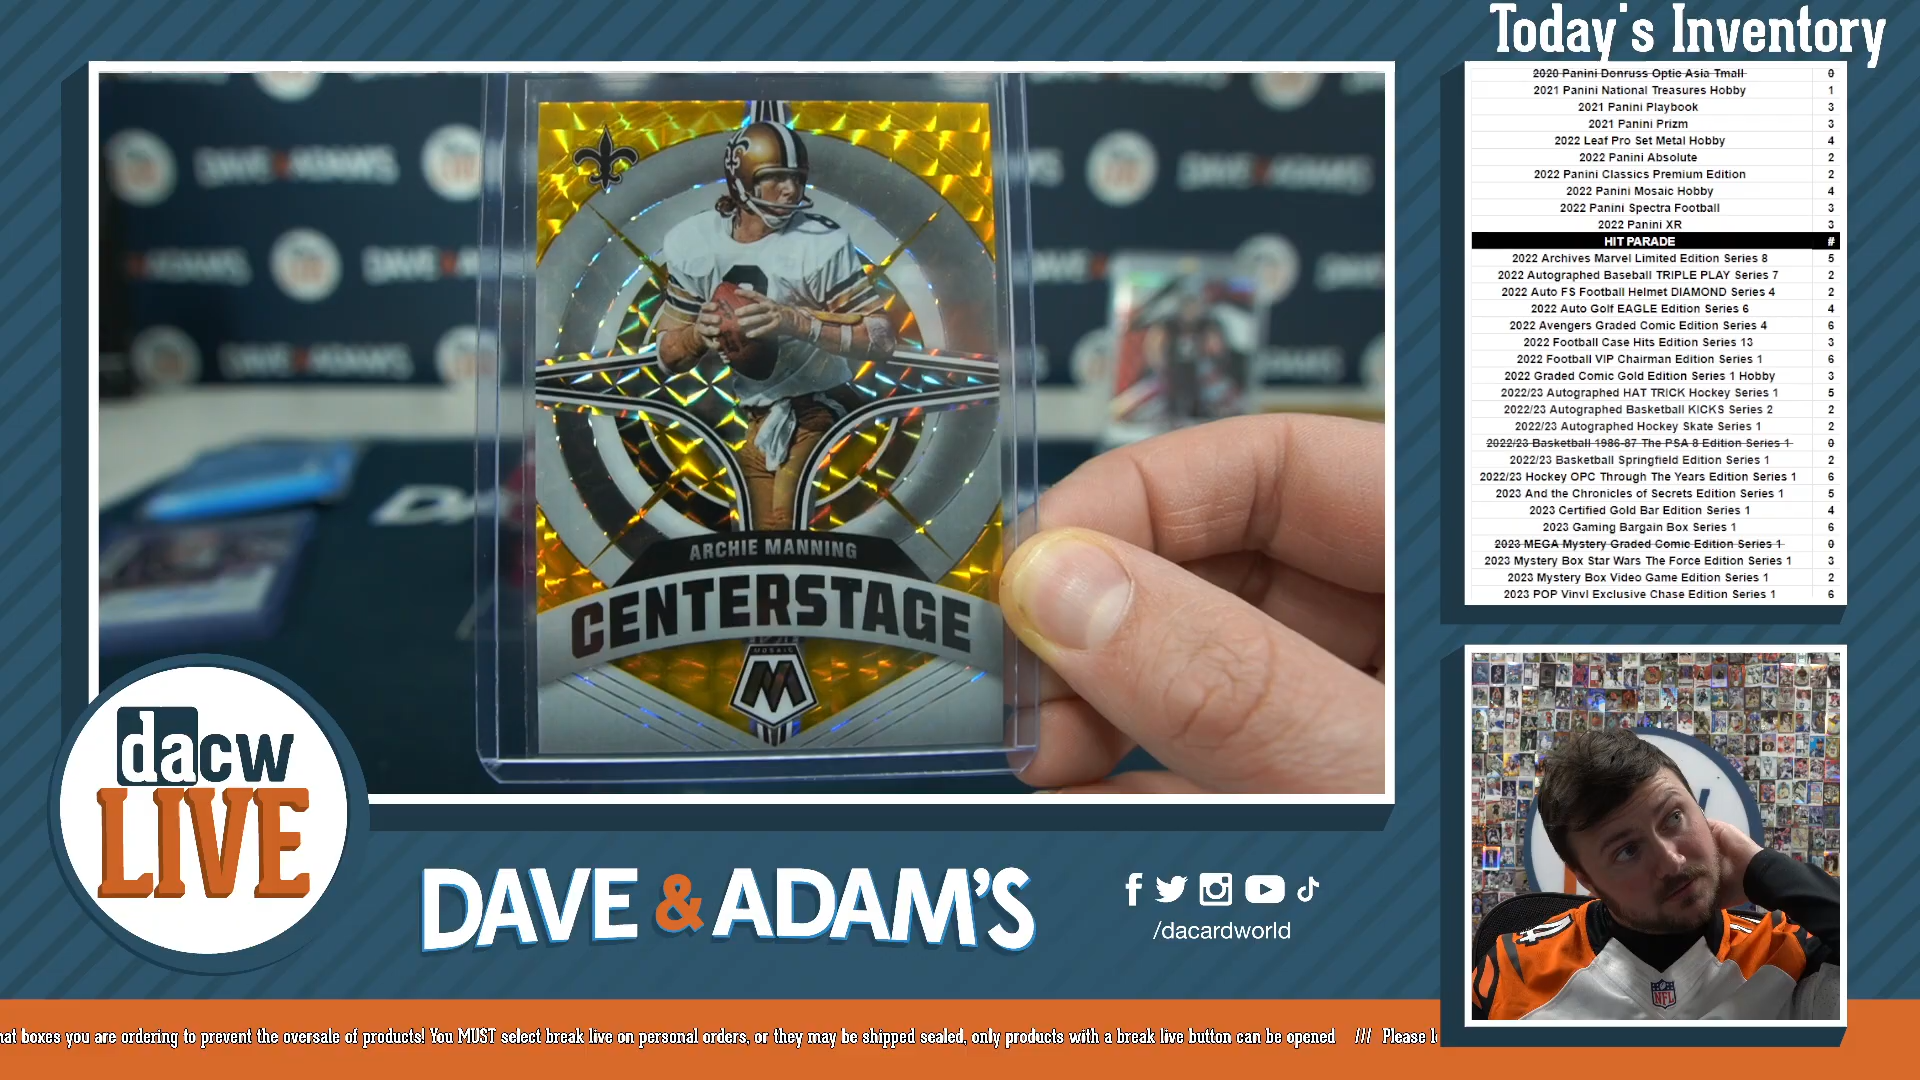 Today's Inventory
2020 Panini Donruss Optic Asia Tmall 0
2021 Panini National Treasures Hobby 1
2021 Panini Playbook 3
2021 Panini Prizm 3
2022 Leaf Pro Set Metal Hobby 4
2022 Panini Absolute 2
2022 Panini Classics Premium Edition 2
2022 Panini Mosaic Hobby 4
2022 Panini Spectra Football 3
2022 Panini XR 3
HIT PARADE #
2022 Archives Marvel Limited Edition Series 8 5
2022 Autographed Baseball TRIPLE PLAY Series 7 2
2022 Auto FS Football Helmet DIAMOND Series 4 2
2022 Auto Golf EAGLE Edition Series 6 4
2022 Avengers Graded Comic Edition Series 4 6
2022 Football Case Hits Edition Series 13 3
2022 Football VIP Chairman Edition Series 1 6
2022 Graded Comic Gold Edition Series 1 Hobby 3
2022/23 Autographed HAT TRICK Hockey Series 1 5
2022/23 Autographed Basketball KICKS Series 2 2
2022/23 Autographed Hockey Skate Series 1 2
2022/23 Basketball 1986-87 The PSA 8 Edition Series 1 0
2022/23 Basketball Springfield Edition Series 1 2
2022/23 Hockey OPC Through The Years Edition Series 1 6
2023 And the Chronicles of Secrets Edition Series 1 5
2023 Certified Gold Bar Edition Series 1 4
2023 Gaming Bargain Box Series 1 6
2023 MEGA Mystery Graded Comic Edition Series 1 0
2023 Mystery Box Star Wars The Force Edition Series 1 3
2023 Mystery Box Video Game Edition Series 1 2
2023 POP Vinyl Exclusive Chase Edition Series 1 6
DAVE & ADAM'S
8
ARCHIE MANNING
CENTERSTAGE
MOSAIC
M
dacw
LIVE
DAVE & ADAM'S
/dacardworld
NFL
hat boxes you are ordering to prevent the oversale of products! You MUST select break live on personal orders, or they may be shipped sealed, only products with a break live button can be opened /// Please l